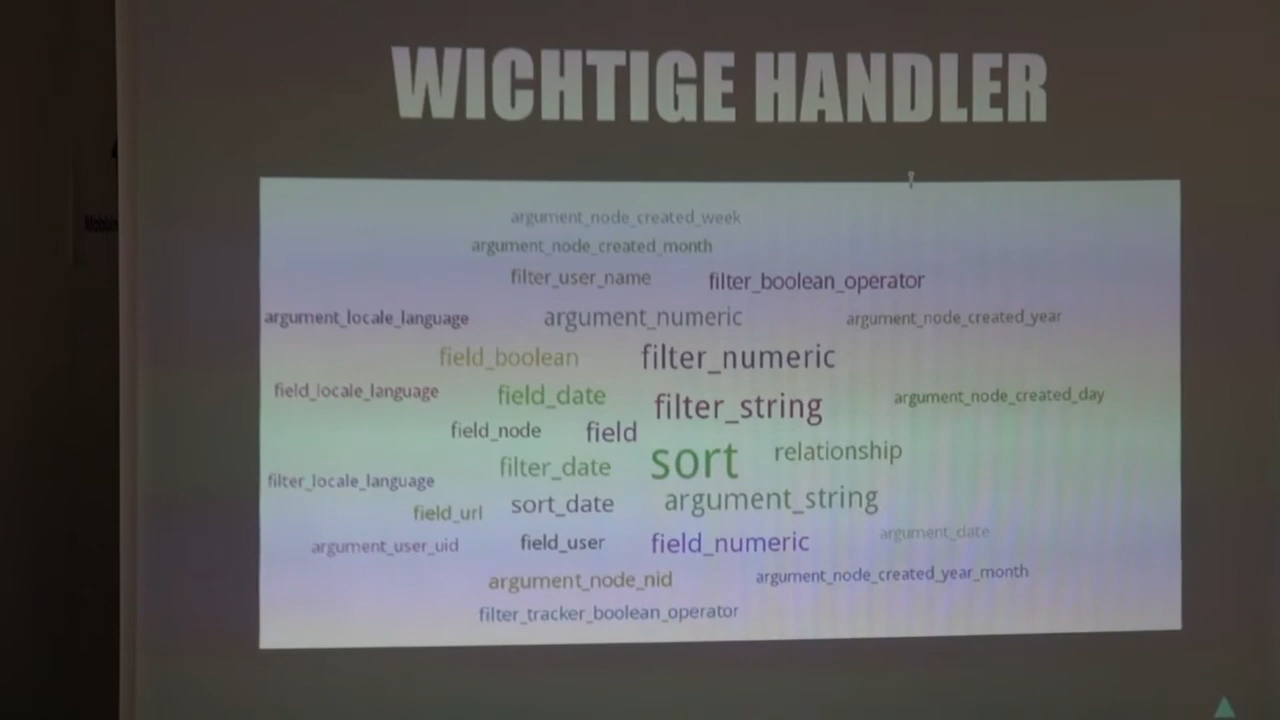 WICHTIGE HANDLER
argument_node_created_week
argument_node_created_month
filter_user_name filter_boolean_operator
argument_locale_language argument_numeric argument_node_created_year
field_boolean filter_numeric
field_locale_language field_date filter_string argument_node_created_day
field_node field
filter_date sort relationship
filter_locale_language
field_url sort_date argument_string
argument_user_uid field_user field_numeric argument_date
argument_node_nid argument_node_created_year_month
filter_tracker_boolean_operator